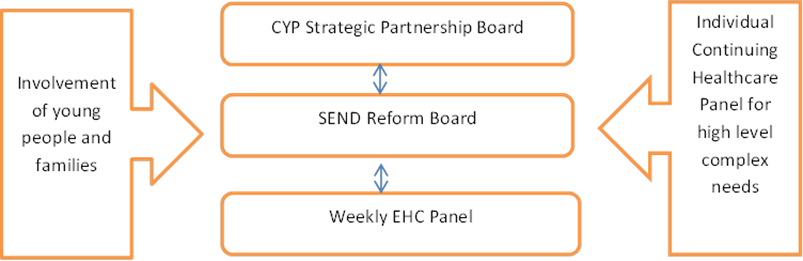 Involvement
of young
people and
families
CYP Strategic Partnership Board
SEND Reform Board
Weekly EHC Panel
Individual
Continuing
Healthcare
Panel for
high level
complex
needs